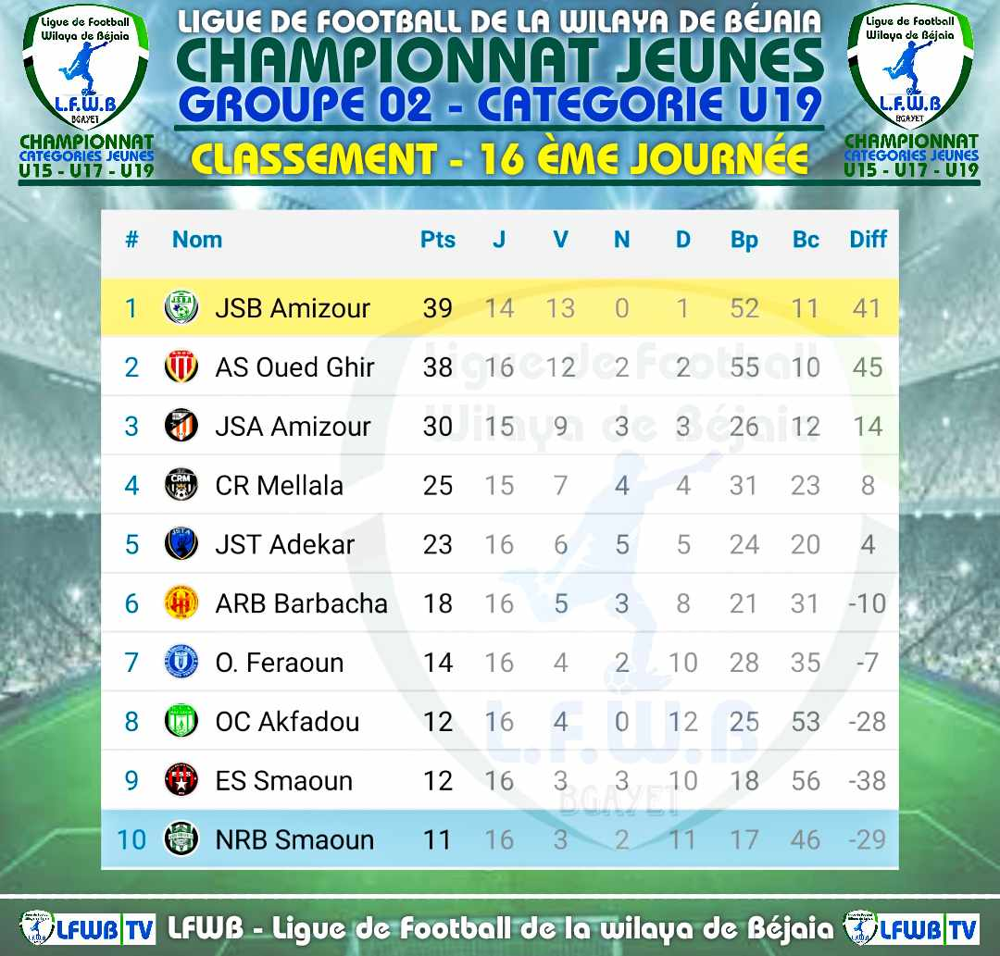 LIGUE DE FOOTBALL DE LA WILAYA DE BÉJAIA
CHAMPIONNAT JEUNES
GROUPE 02 - CATEGORIE U19
CLASSEMENT - 16 ÈME JOURNÉE
Ligue de Football
Wilaya de Béjaia
L.F.W.B
BGAYET
CHAMPIONNAT
CATEGORIES JEUNES
U15 - U17 - U19
Ligue de Football
Wilaya de Béjaia
L.F.W.B
BGAYET
CHAMPIONNAT
CATEGORIES JEUNES
U15 - U17 - U19
# Nom Pts J V N D Bp Bc Diff
1 JSB Amizour 39 14 13 0 1 52 11 41
2 AS Oued Ghir 38 16 12 2 2 55 10 45
3 JSA Amizour 30 15 9 3 3 26 12 14
4 CRM CR Mellala 25 15 7 4 4 31 23 8
5 JSTA JST Adekar 23 16 6 5 5 24 20 4
6 ARB Barbacha 18 16 5 3 8 21 31 -10
7 O. Feraoun 14 16 4 2 10 28 35 -7
8 OC Akfadou 12 16 4 0 12 25 53 -28
9 ESS ES Smaoun 12 16 3 3 10 18 56 -38
10 NRB Smaoun 11 16 3 2 11 17 46 -29
Ligue de Football
Wilaya de Béjaia
L.F.W.B
BGAYET
LFWB TV LFWB - Ligue de Football de la wilaya de Béjaia LFWB TV